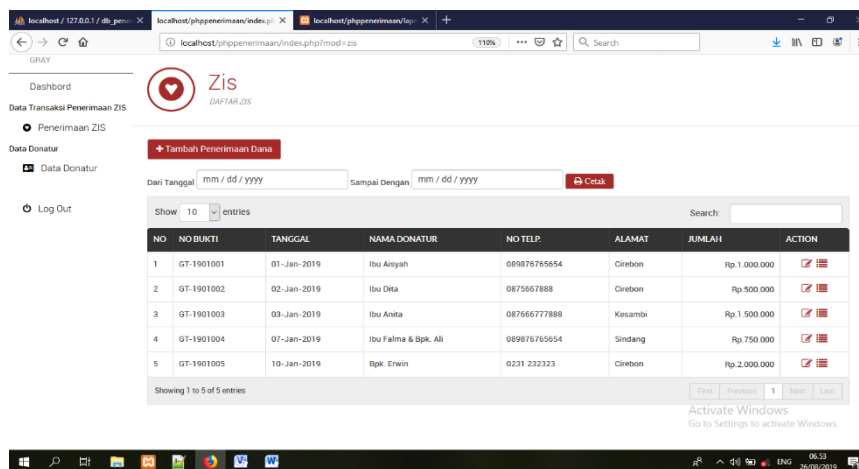 localhost / 127.0.0.1 / db_pener
localhost/phppenerimaan/index.ph
localhost/phppenerimaan/lapo
localhost/phppenerimaan/index.php?mod=zis
110%
Search
GRAY
Dashbord
Data Transaksi Penerimaan ZIS
Penerimaan ZIS
Data Donatur
Data Donatur
Log Out
Zis
DAFTAR ZIS
Tambah Penerimaan Dana
Dari Tanggal mm / dd / yyyy Sampai Dengan mm / dd / yyyy Cetak
Show 10 entries Search:
NO NO BUKTI TANGGAL NAMA DONATUR NO TELP. ALAMAT JUMLAH ACTION
1 GT-1901001 01-Jan-2019 Ibu Aisyah 089876765654 Cirebon Rp.1.000.000
2 GT-1901002 02-Jan-2019 Ibu Dita 0875667888 Cirebon Rp.500.000
3 GT-1901003 03-Jan-2019 Ibu Anita 087666777888 Kesambi Rp.1.500.000
4 GT-1901004 07-Jan-2019 Ibu Falma & Bpk. Ali 089876765654 Sindang Rp.750.000
5 GT-1901005 10-Jan-2019 Bpk. Erwin 0231 232323 Cirebon Rp.2.000.000
Showing 1 to 5 of 5 entries First Previous 1 Next Last
Activate Windows
Go to Settings to activate Windows.
ENG
06.53
26/08/2019